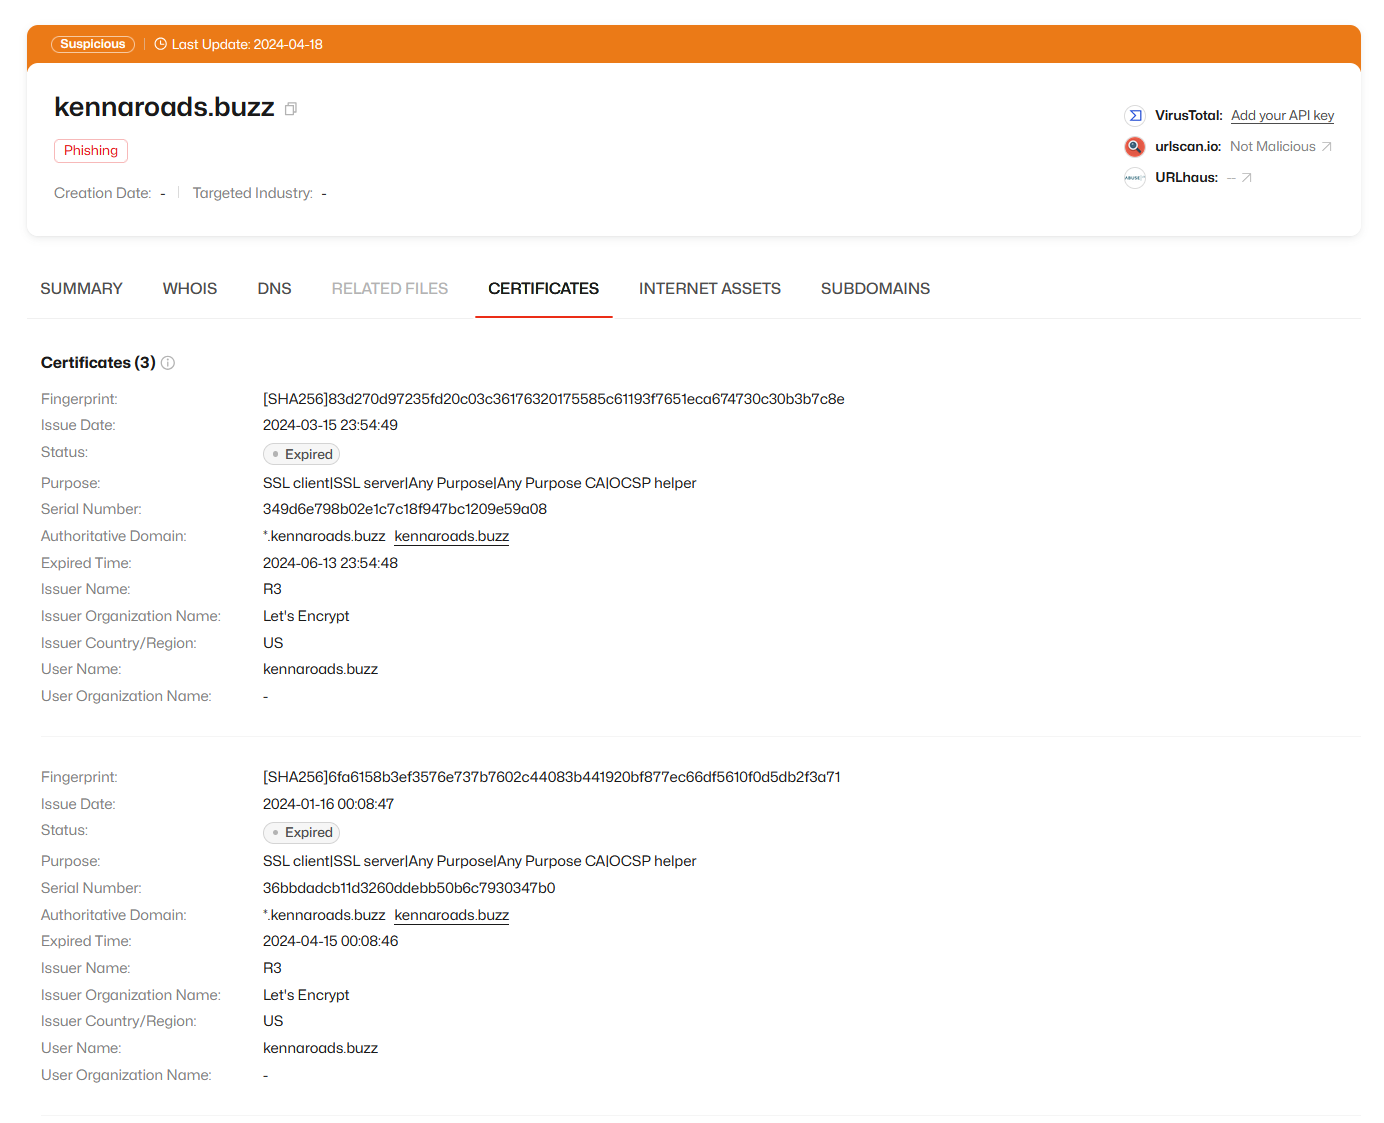 Suspicious Last Update: 2024-04-18
kennaroads.buzz
Phishing
Creation Date: - Targeted Industry: -
VirusTotal: Add your API key
urlscan.io: Not Malicious
ABUSE
URLhaus: --
SUMMARY WHOIS DNS RELATED FILES CERTIFICATES INTERNET ASSETS SUBDOMAINS
Certificates (3)
Fingerprint: [SHA256]83d270d97235fd20c03c36176320175585c61193f7651eca674730c30b3b7c8e
Issue Date: 2024-03-15 23:54:49
Status: Expired
Purpose: SSL client|SSL server|Any Purpose|Any Purpose CA|OCSP helper
Serial Number: 349d6e798b02e1c7c18f947bc1209e59a08
Authoritative Domain: *.kennaroads.buzz kennaroads.buzz
Expired Time: 2024-06-13 23:54:48
Issuer Name: R3
Issuer Organization Name: Let's Encrypt
Issuer Country/Region: US
User Name: kennaroads.buzz
User Organization Name: -
Fingerprint: [SHA256]6fa6158b3ef3576e737b7602c44083b441920bf877ec66df5610f0d5db2f3a71
Issue Date: 2024-01-16 00:08:47
Status: Expired
Purpose: SSL client|SSL server|Any Purpose|Any Purpose CA|OCSP helper
Serial Number: 36bbdadcb11d3260ddebb50b6c7930347b0
Authoritative Domain: *.kennaroads.buzz kennaroads.buzz
Expired Time: 2024-04-15 00:08:46
Issuer Name: R3
Issuer Organization Name: Let's Encrypt
Issuer Country/Region: US
User Name: kennaroads.buzz
User Organization Name: -